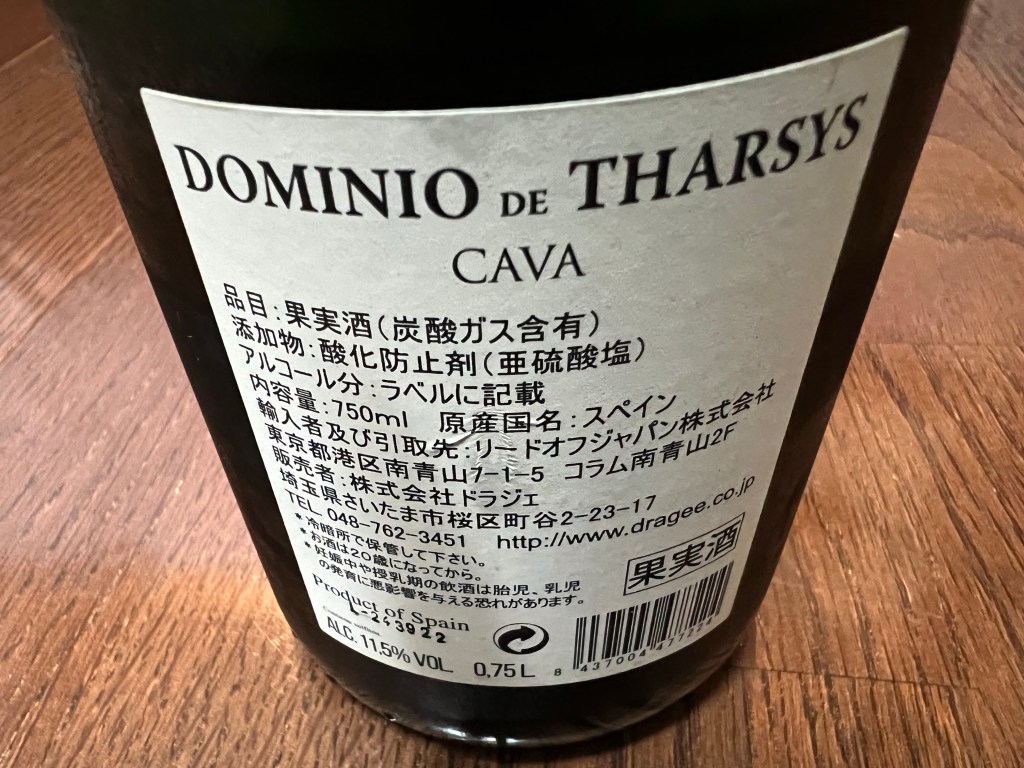 DOMINIO DE THARSYS
CAVA
品目:果実酒(炭酸ガス含有)
添加物:酸化防止剤(亜硫酸塩)
アルコール分:ラベルに記載
内容量:750ml 原産国名:スペイン
輸入者及び引取先:リードオフジャパン株式会社
東京都港区南青山7-1-5 コラム南青山2F
販売者:株式会社ドラジェ
埼玉県さいたま市桜区町谷2-23-17
TEL 048-762-3451 http://www.dragee.co.jp
*冷暗所で保管して下さい。
*お酒は20歳になってから。
*妊娠中や授乳期の飲酒は胎児、乳児
の発育に悪影響を与える恐れがあります。
果実酒
Product of Spain
L-243922
ALC. 11.5% VOL 0,75 L